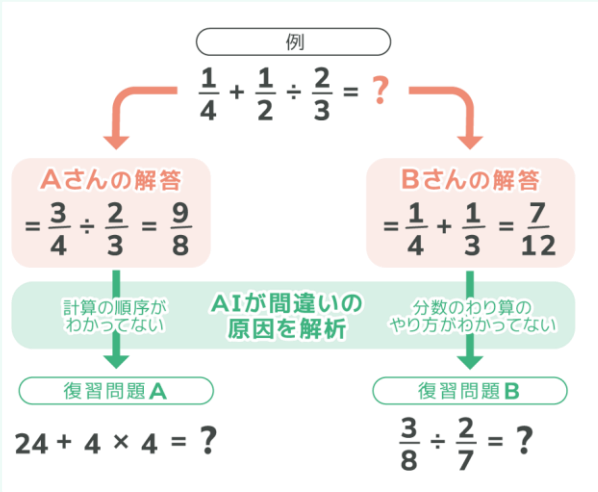 例
1/4 + 1/2 ÷ 2/3 = ?
Aさんの解答
= 3/4 ÷ 2/3 = 9/8
Bさんの解答
= 1/4 + 1/3 = 7/12
計算の順序が
わかってない
AIが間違いの
原因を解析
分数のわり算の
やり方がわかってない
復習問題A
24 + 4 × 4 = ?
復習問題B
3/8 ÷ 2/7 = ?